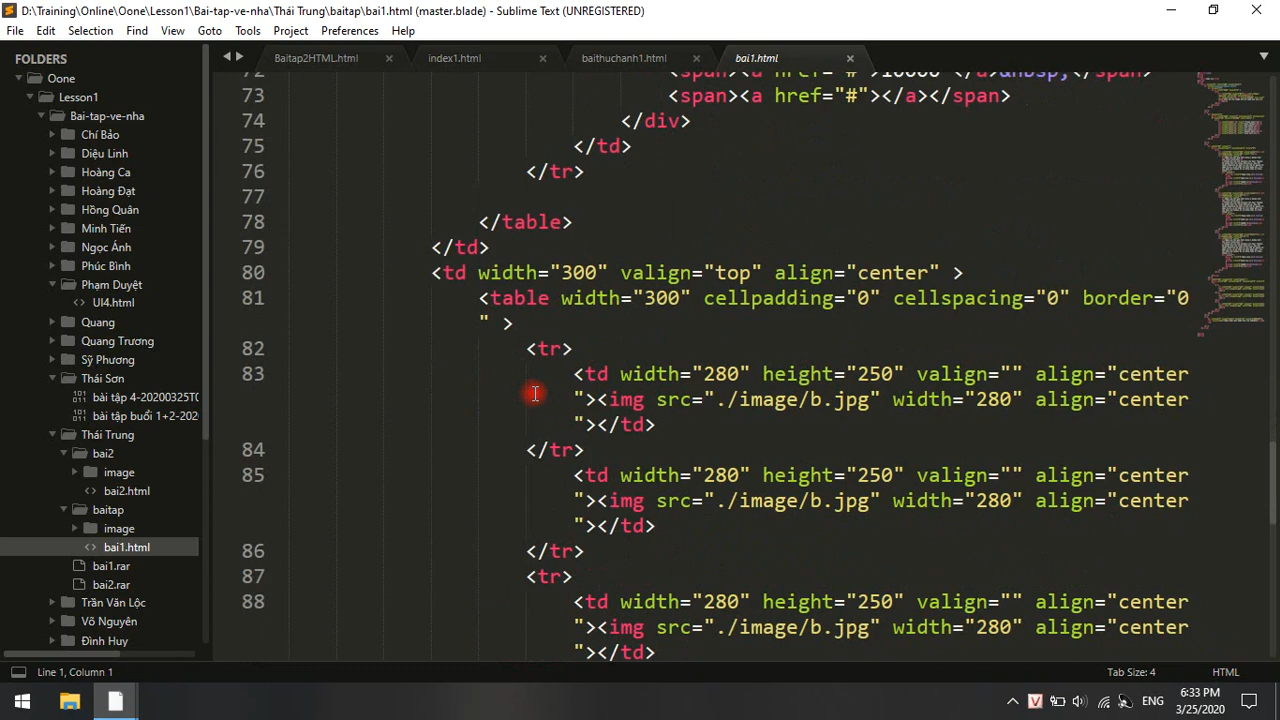 D:\Training\Online\Oone\Lesson1\Bai-tap-ve-nha\Thái Trung\baitap\bai1.html (master.blade) - Sublime Text (UNREGISTERED)
File Edit Selection Find View Goto Tools Project Preferences Help
FOLDERS
Oone
Lesson1
Bai-tap-ve-nha
Chí Bảo
Diệu Linh
Hoàng Ca
Hoàng Đạt
Hồng Quân
Minh Tiến
Ngọc Ánh
Phúc Bình
Phạm Duyệt
UI4.html
Quang
Quang Trương
Sỹ Phương
Thái Sơn
bài tập 4-20200325T0
bài tập buổi 1+2-202
Thái Trung
bai2
image
bai2.html
baitap
image
bai1.html
bai1.rar
bai2.rar
Trần Văn Lộc
Võ Nguyên
Đình Huy
Baitap2HTML.html index1.html baithuchanh1.html bai1.html
72 <span><a href="#">10000 </a>&nbsp;</span>
73 <span><a href="#"></a></span>
74 </div>
75 </td>
76 </tr>
77
78 </table>
79 </td>
80 <td width="300" valign="top" align="center" >
81 <table width="300" cellpadding="0" cellspacing="0" border="0
" >
82 <tr>
83 <td width="280" height="250" valign="" align="center
"><img src="./image/b.jpg" width="280" align="center
"></td>
84 </tr>
85 <td width="280" height="250" valign="" align="center
"><img src="./image/b.jpg" width="280" align="center
"></td>
86 </tr>
87 <tr>
88 <td width="280" height="250" valign="" align="center
"><img src="./image/b.jpg" width="280" align="center
"></td>
Line 1, Column 1 Tab Size: 4 HTML
V ENG 6:33 PM
3/25/2020